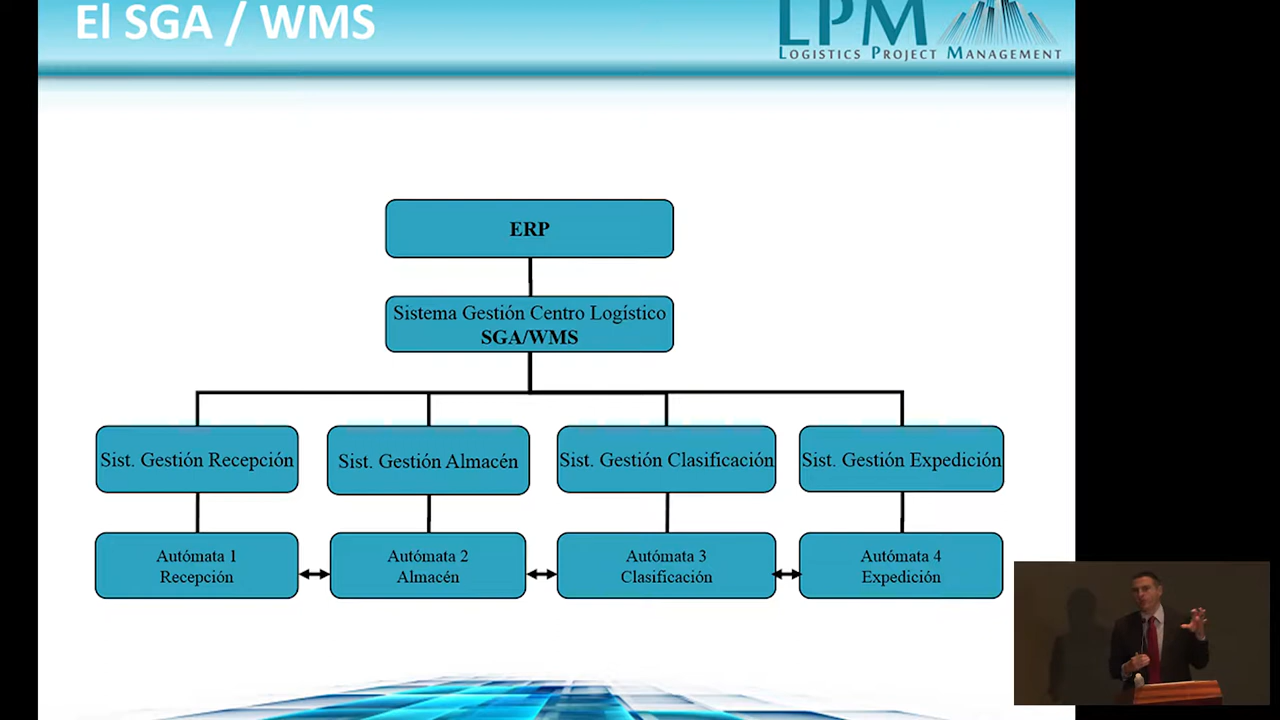 El SGA / WMS
LPM
LOGISTICS PROJECT MANAGEMENT
ERP
Sistema Gestión Centro Logístico
SGA/WMS
Sist. Gestión Recepción
Sist. Gestión Almacén
Sist. Gestión Clasificación
Sist. Gestión Expedición
Autómata 1
Recepción
Autómata 2
Almacén
Autómata 3
Clasificación
Autómata 4
Expedición